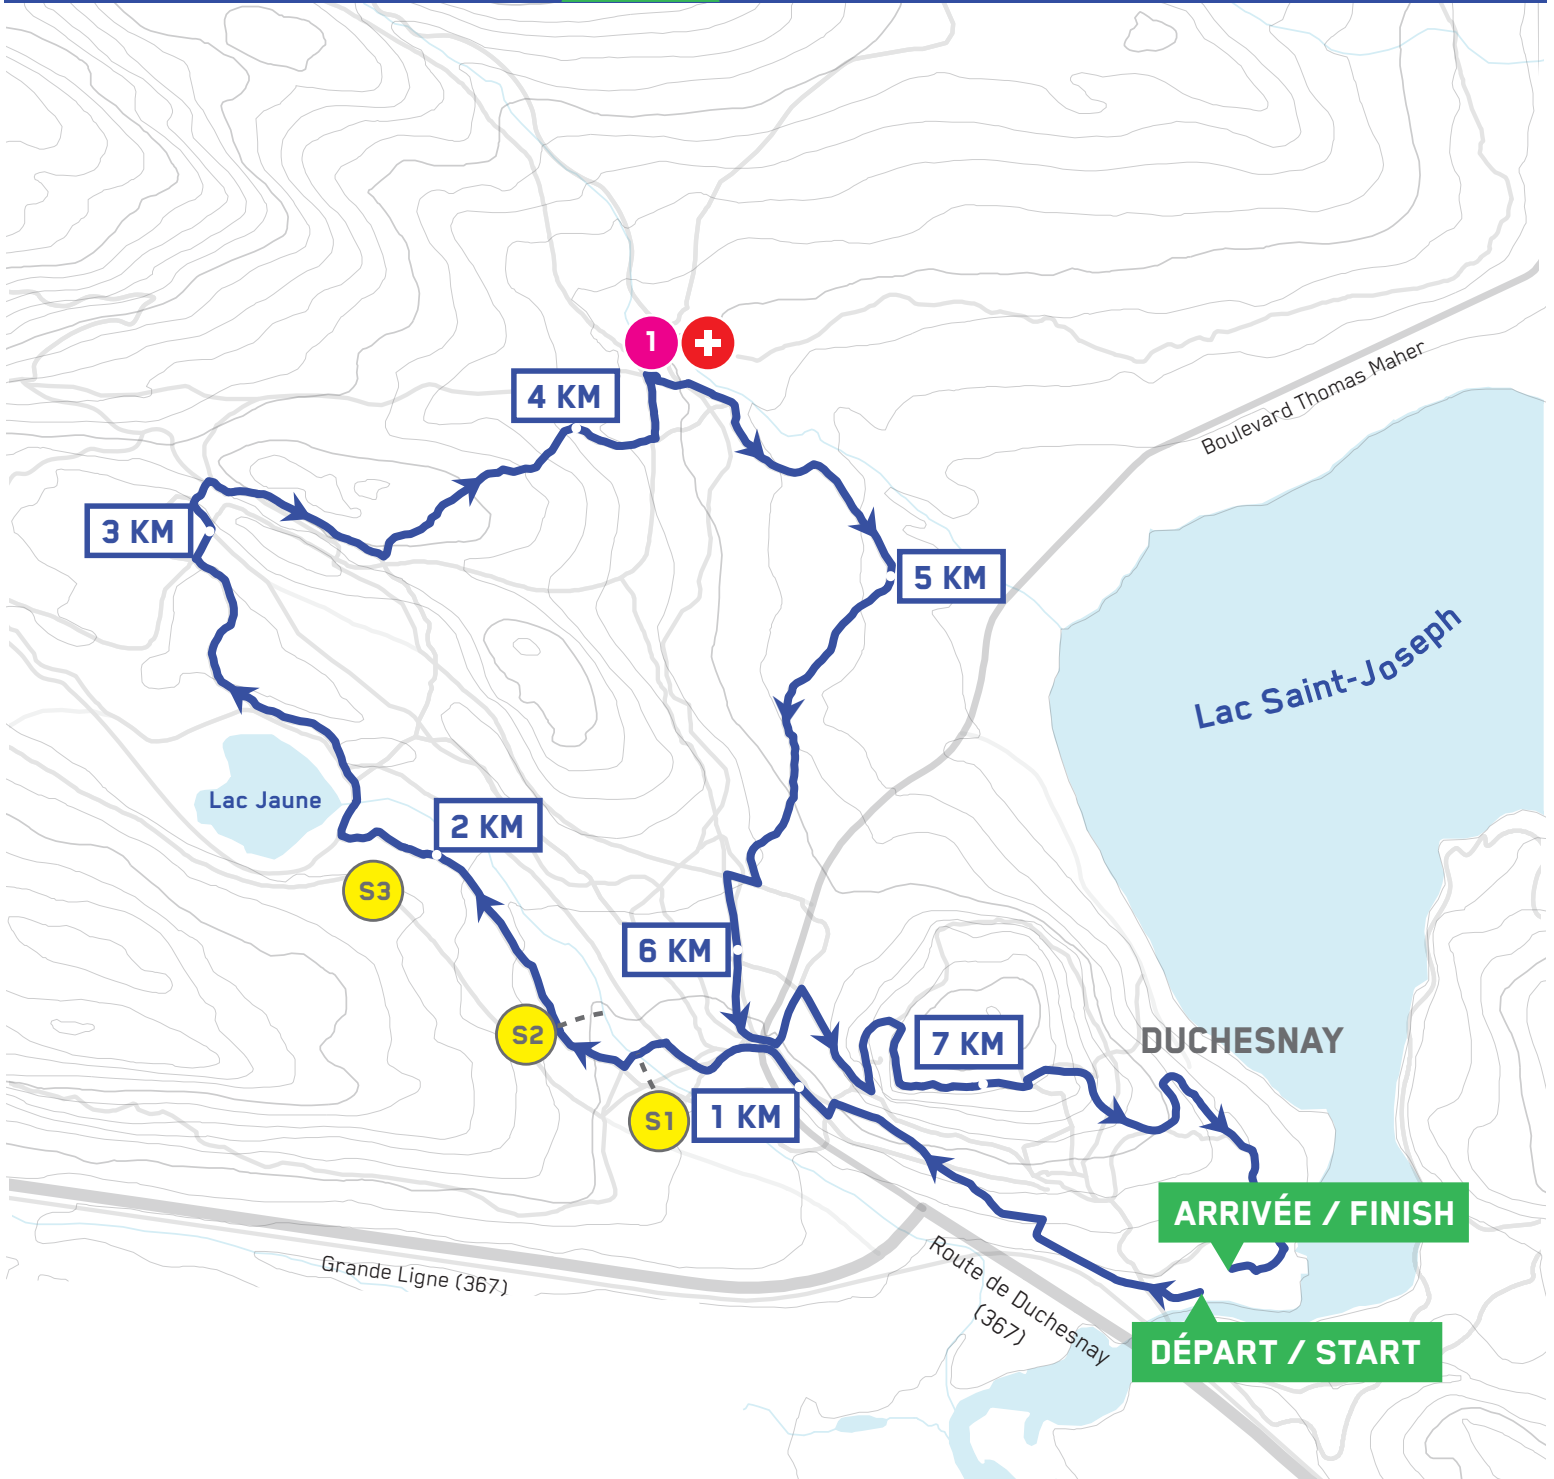 1
4 KM
Boulevard Thomas Maher
3 KM
5 KM
Lac Saint-Joseph
Lac Jaune
2 KM
S3
6 KM
S2
7 KM
DUCHESNAY
S1
1 KM
ARRIVÉE / FINISH
Grande Ligne (367)
Route de Duchesnay
(367)
DÉPART / START